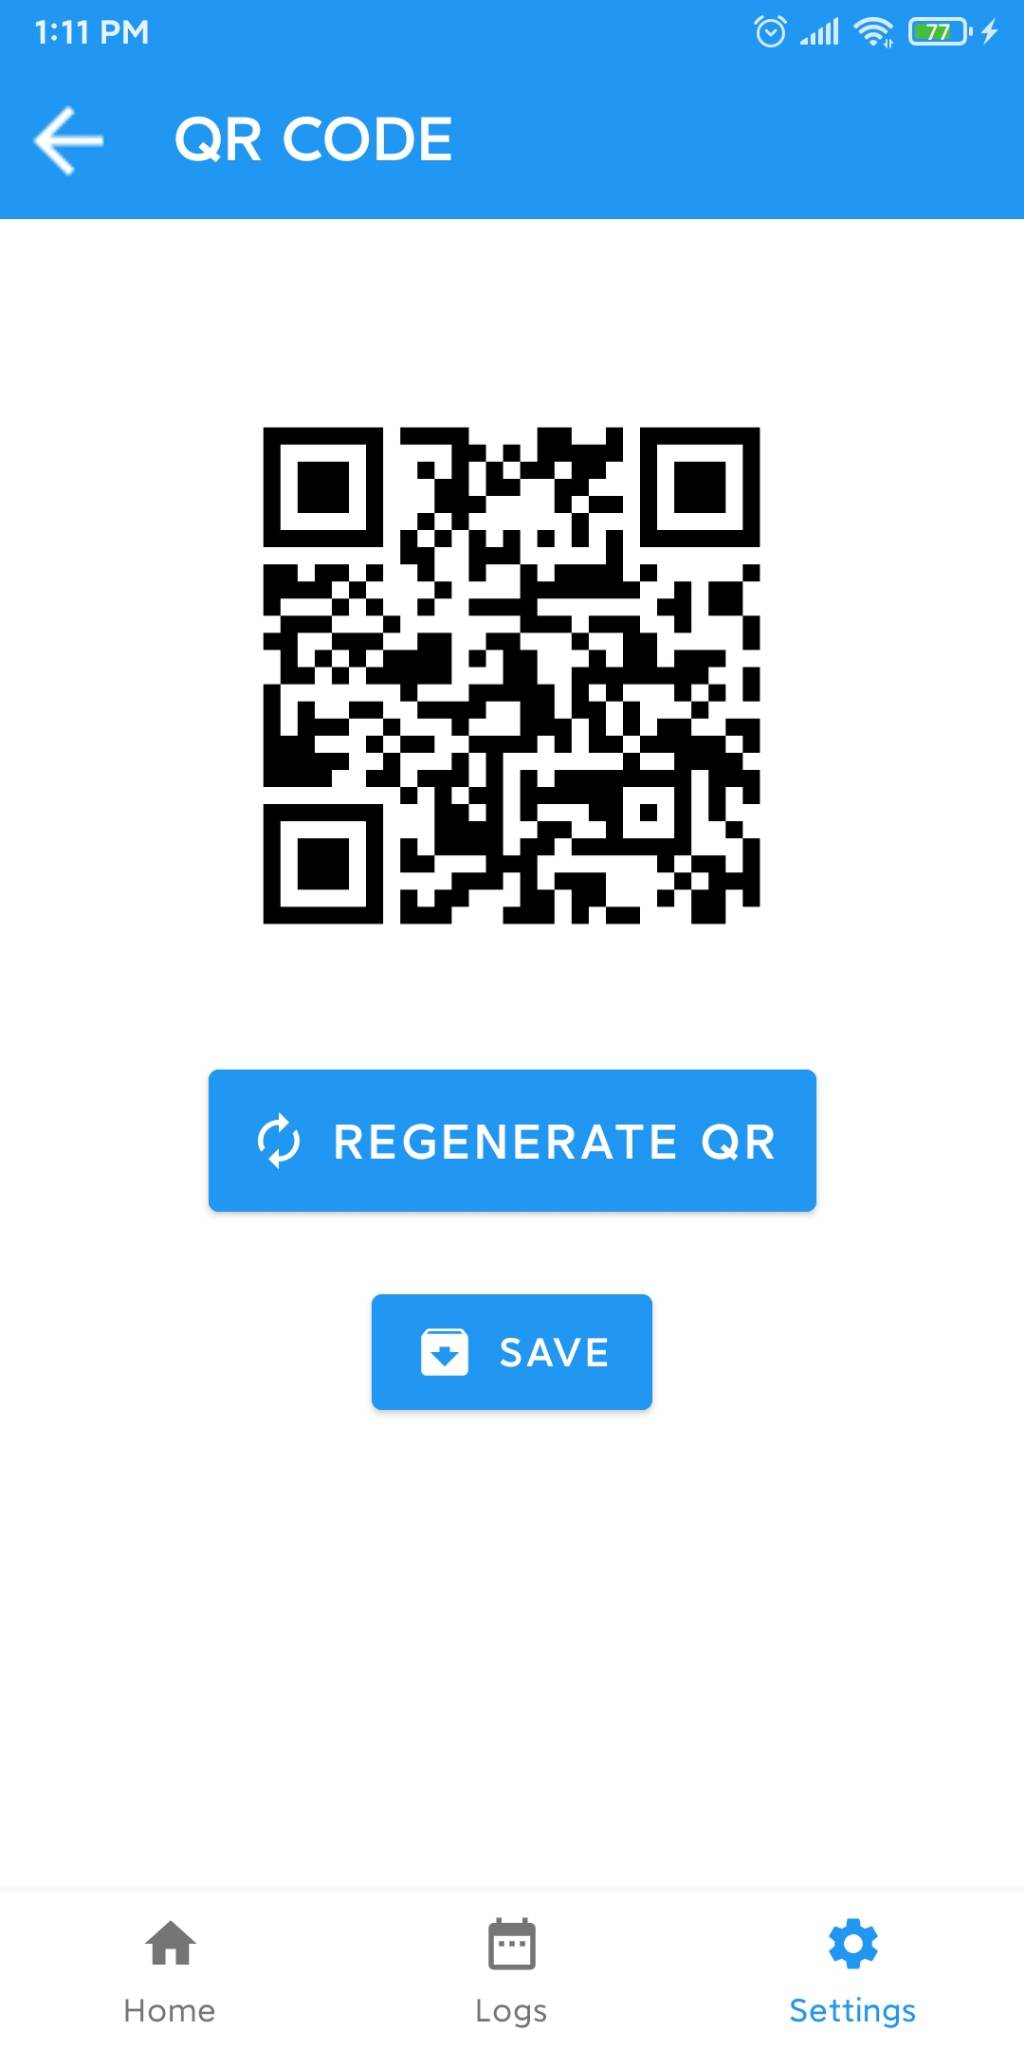 1:11 PM
77
QR CODE
REGENERATE QR
SAVE
Home
Logs
Settings